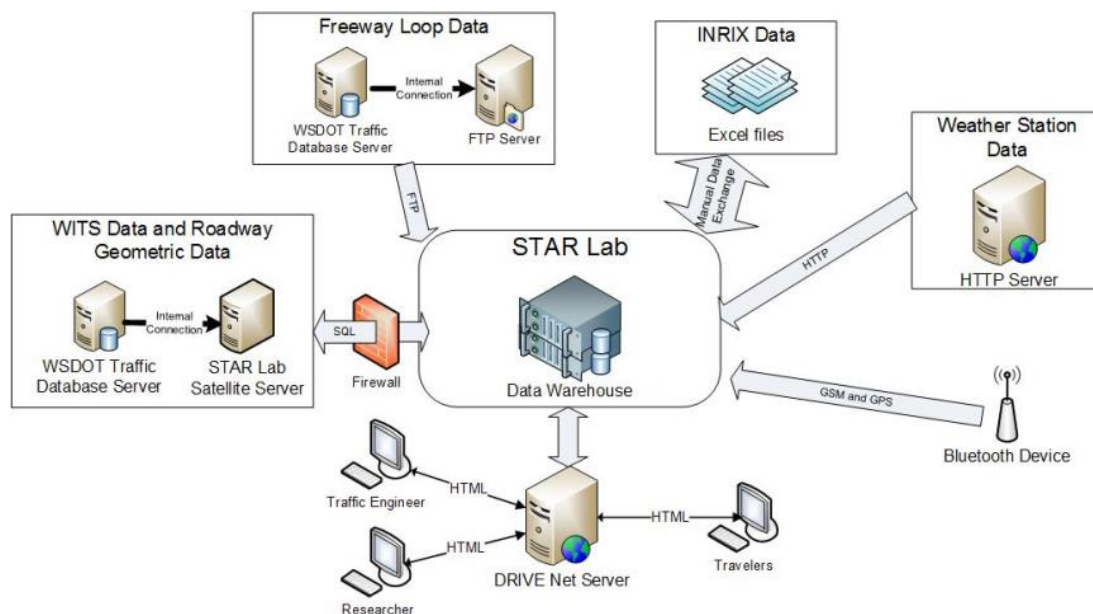 Freeway Loop Data
Internal
Connection
WSDOT Traffic
Database Server
FTP Server
FTP
INRIX Data
Excel files
Manual Data
Exchange
Weather Station
Data
HTTP Server
HTTP
WITS Data and Roadway
Geometric Data
Internal
Connection
WSDOT Traffic
Database Server
STAR Lab
Satellite Server
SQL
Firewall
STAR Lab
Data Warehouse
GSM and GPS
Bluetooth Device
Traffic Engineer
HTML
HTML
Researcher
DRIVE Net Server
HTML
Travelers